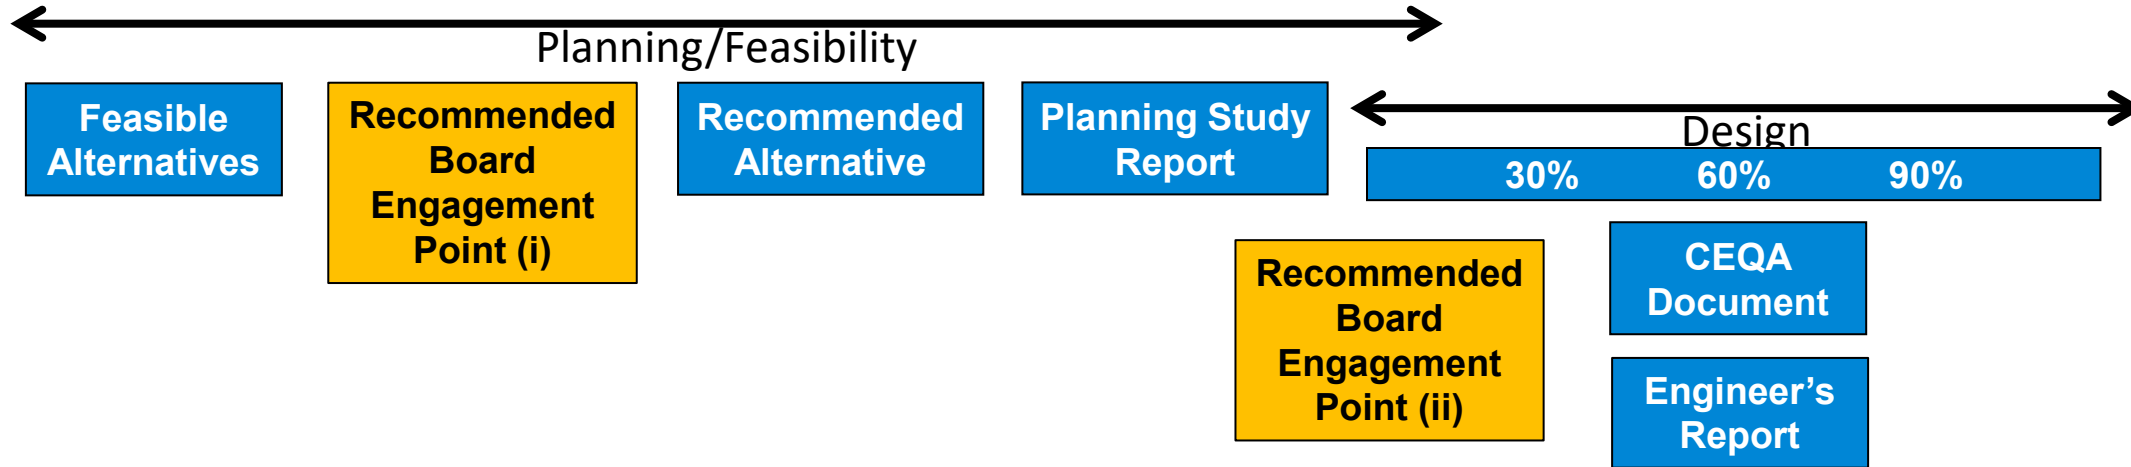 Planning/Feasibility
Feasible
Alternatives
Recommended
Board
Engagement
Point (i)
Recommended
Alternative
Planning Study
Report
Design
30% 60% 90%
Recommended
Board
Engagement
Point (ii)
CEQA
Document
Engineer’s
Report